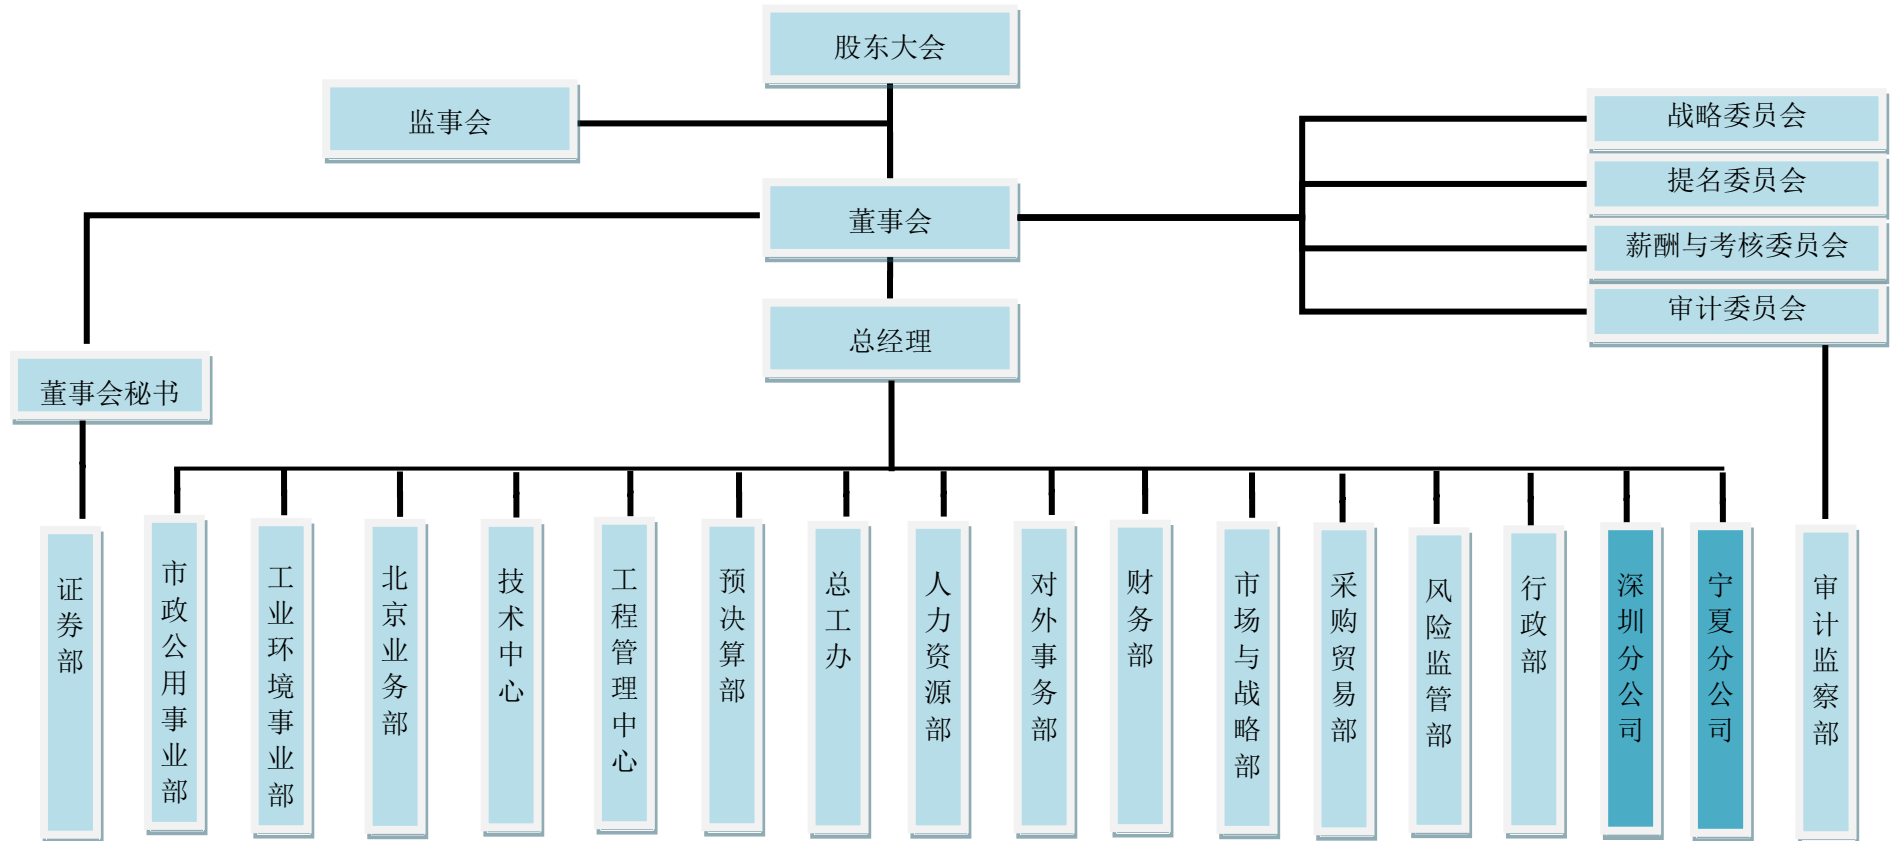 股东大会
监事会
战略委员会
提名委员会
董事会
薪酬与考核委员会
审计委员会
总经理
董事会秘书
证券部
市政公用事业部
工业环境事业部
北京业务部
技术中心
工程管理中心
预决算部
总工办
人力资源部
对外事务部
财务部
市场与战略部
采购贸易部
风险监管部
行政部
深圳分公司
宁夏分公司
审计监察部